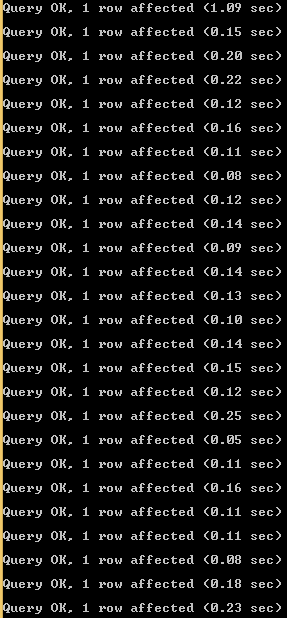 Query OK, 1 row affected (1.09 sec)
Query OK, 1 row affected (0.15 sec)
Query OK, 1 row affected (0.20 sec)
Query OK, 1 row affected (0.22 sec)
Query OK, 1 row affected (0.12 sec)
Query OK, 1 row affected (0.16 sec)
Query OK, 1 row affected (0.11 sec)
Query OK, 1 row affected (0.08 sec)
Query OK, 1 row affected (0.12 sec)
Query OK, 1 row affected (0.14 sec)
Query OK, 1 row affected (0.09 sec)
Query OK, 1 row affected (0.14 sec)
Query OK, 1 row affected (0.13 sec)
Query OK, 1 row affected (0.10 sec)
Query OK, 1 row affected (0.14 sec)
Query OK, 1 row affected (0.15 sec)
Query OK, 1 row affected (0.12 sec)
Query OK, 1 row affected (0.25 sec)
Query OK, 1 row affected (0.05 sec)
Query OK, 1 row affected (0.11 sec)
Query OK, 1 row affected (0.16 sec)
Query OK, 1 row affected (0.11 sec)
Query OK, 1 row affected (0.11 sec)
Query OK, 1 row affected (0.08 sec)
Query OK, 1 row affected (0.18 sec)
Query OK, 1 row affected (0.23 sec)